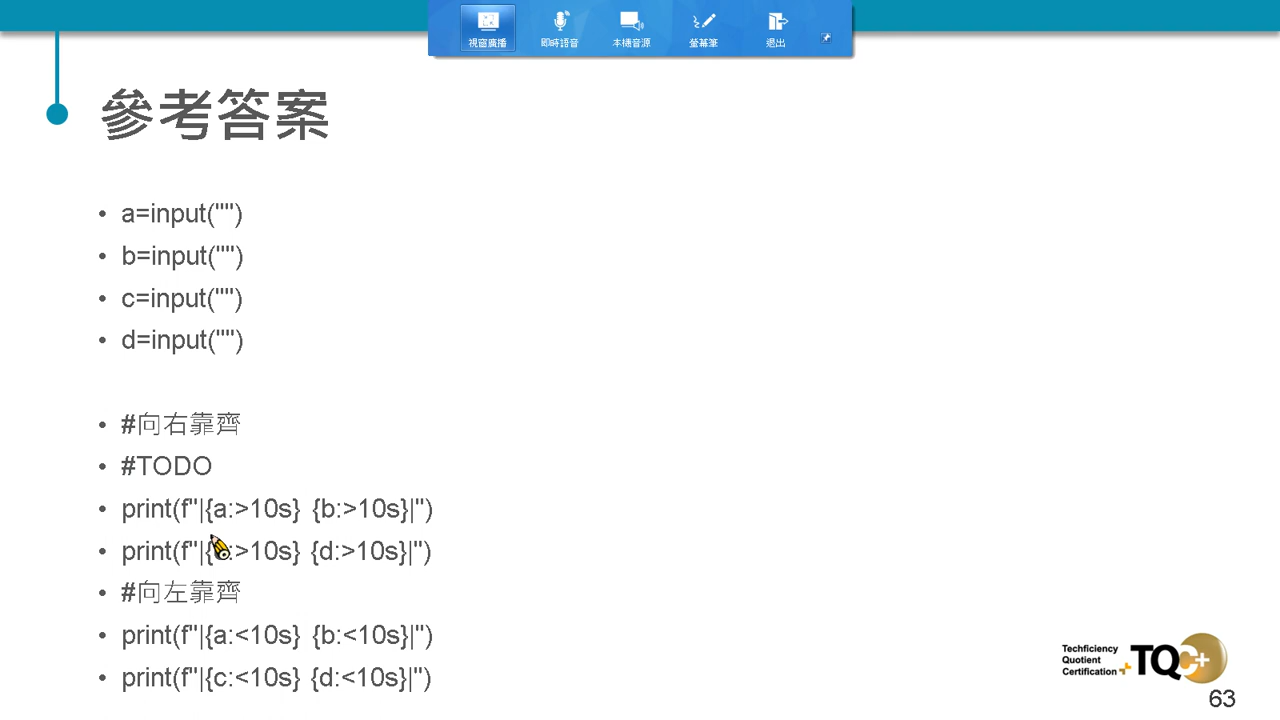 視窗廣播 即時語音 本機音源 螢幕筆 退出
參考答案
• a=input("")
• b=input("")
• c=input("")
• d=input("")
• #向右靠齊
• #TODO
• print(f"|{a:>10s} {b:>10s}|")
• print(f"|{:>10s} {d:>10s}|")
• #向左靠齊
• print(f"|{a:<10s} {b:<10s}|")
• print(f"|{c:<10s} {d:<10s}|")
Techficiency
Quotient
Certification
TQC+
63